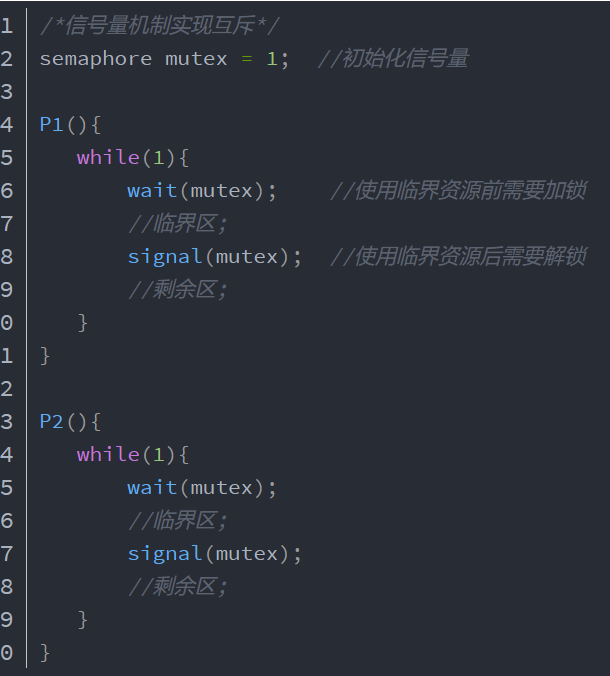 1 /*信号量机制实现互斥*/
2 semaphore mutex = 1;  //初始化信号量
3
4 P1(){
5    while(1){
6        wait(mutex);    //使用临界资源前需要加锁
7        //临界区;
8        signal(mutex);  //使用临界资源后需要解锁
9        //剩余区;
0    }
1 }
2
3 P2(){
4    while(1){
5        wait(mutex);
6        //临界区;
7        signal(mutex);
8        //剩余区;
9    }
0 }